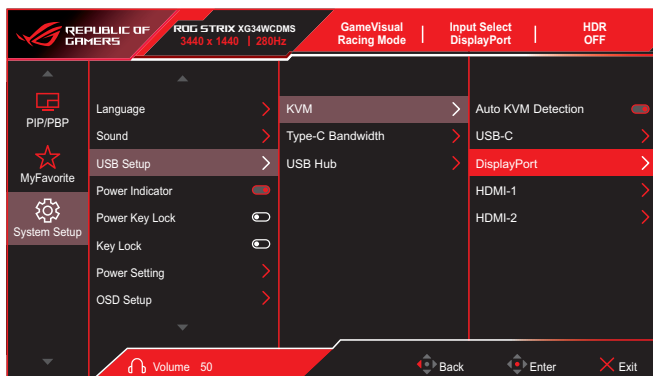 REPUBLIC OF
GAMERS
ROG STRIX XG34WCDMS
3440 x 1440 | 280Hz
GameVisual
Racing Mode
Input Select
DisplayPort
HDR
OFF
PIP/PBP
MyFavorite
System Setup
Language
Sound
USB Setup
Power Indicator
Power Key Lock
Key Lock
Power Setting
OSD Setup
KVM
Type-C Bandwidth
USB Hub
Auto KVM Detection
USB-C
DisplayPort
HDMI-1
HDMI-2
Volume 50
Back
Enter
Exit